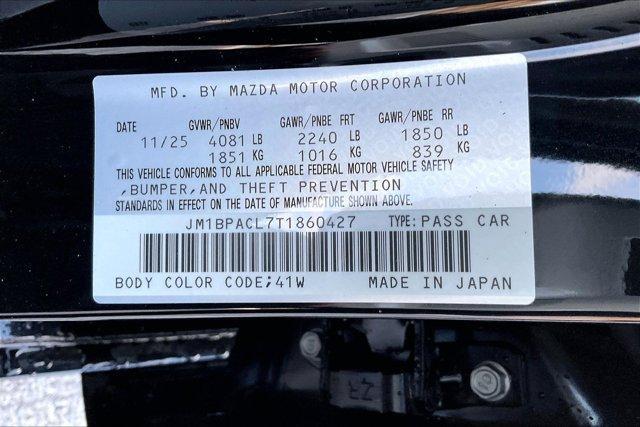 MFD. BY MAZDA MOTOR CORPORATION
DATE GVWR/PNBV GAWR/PNBE FRT GAWR/PNBE RR
11/25 4081 LB 2240 LB 1850 LB
1851 KG 1016 KG 839 KG
THIS VEHICLE CONFORMS TO ALL APPLICABLE FEDERAL MOTOR VEHICLE SAFETY
,BUMPER,AND THEFT PREVENTION
STANDARDS IN EFFECT ON THE DATE OF MANUFACTURE SHOWN ABOVE.
JM1BPACL7T1860427 TYPE: PASS CAR
BODY COLOR CODE;41W MADE IN JAPAN